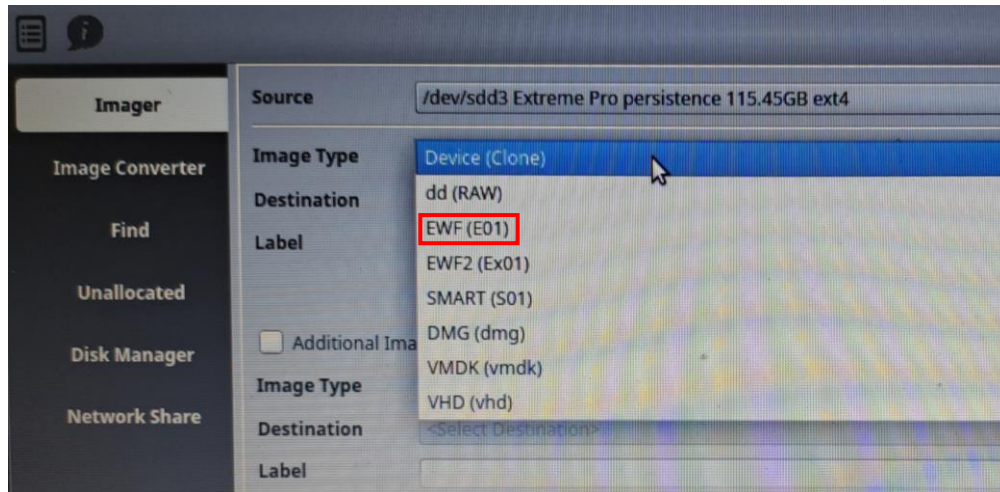 Imager
Image Converter
Find
Unallocated
Disk Manager
Network Share
Source
/dev/sdd3 Extreme Pro persistence 115.45GB ext4
Image Type
Device (Clone)
dd (RAW)
EWF (E01)
EWF2 (Ex01)
SMART (S01)
DMG (dmg)
VMDK (vmdk)
VHD (vhd)
Destination
Label
Additional Ima
Image Type
Destination
<Select Destination>
Label